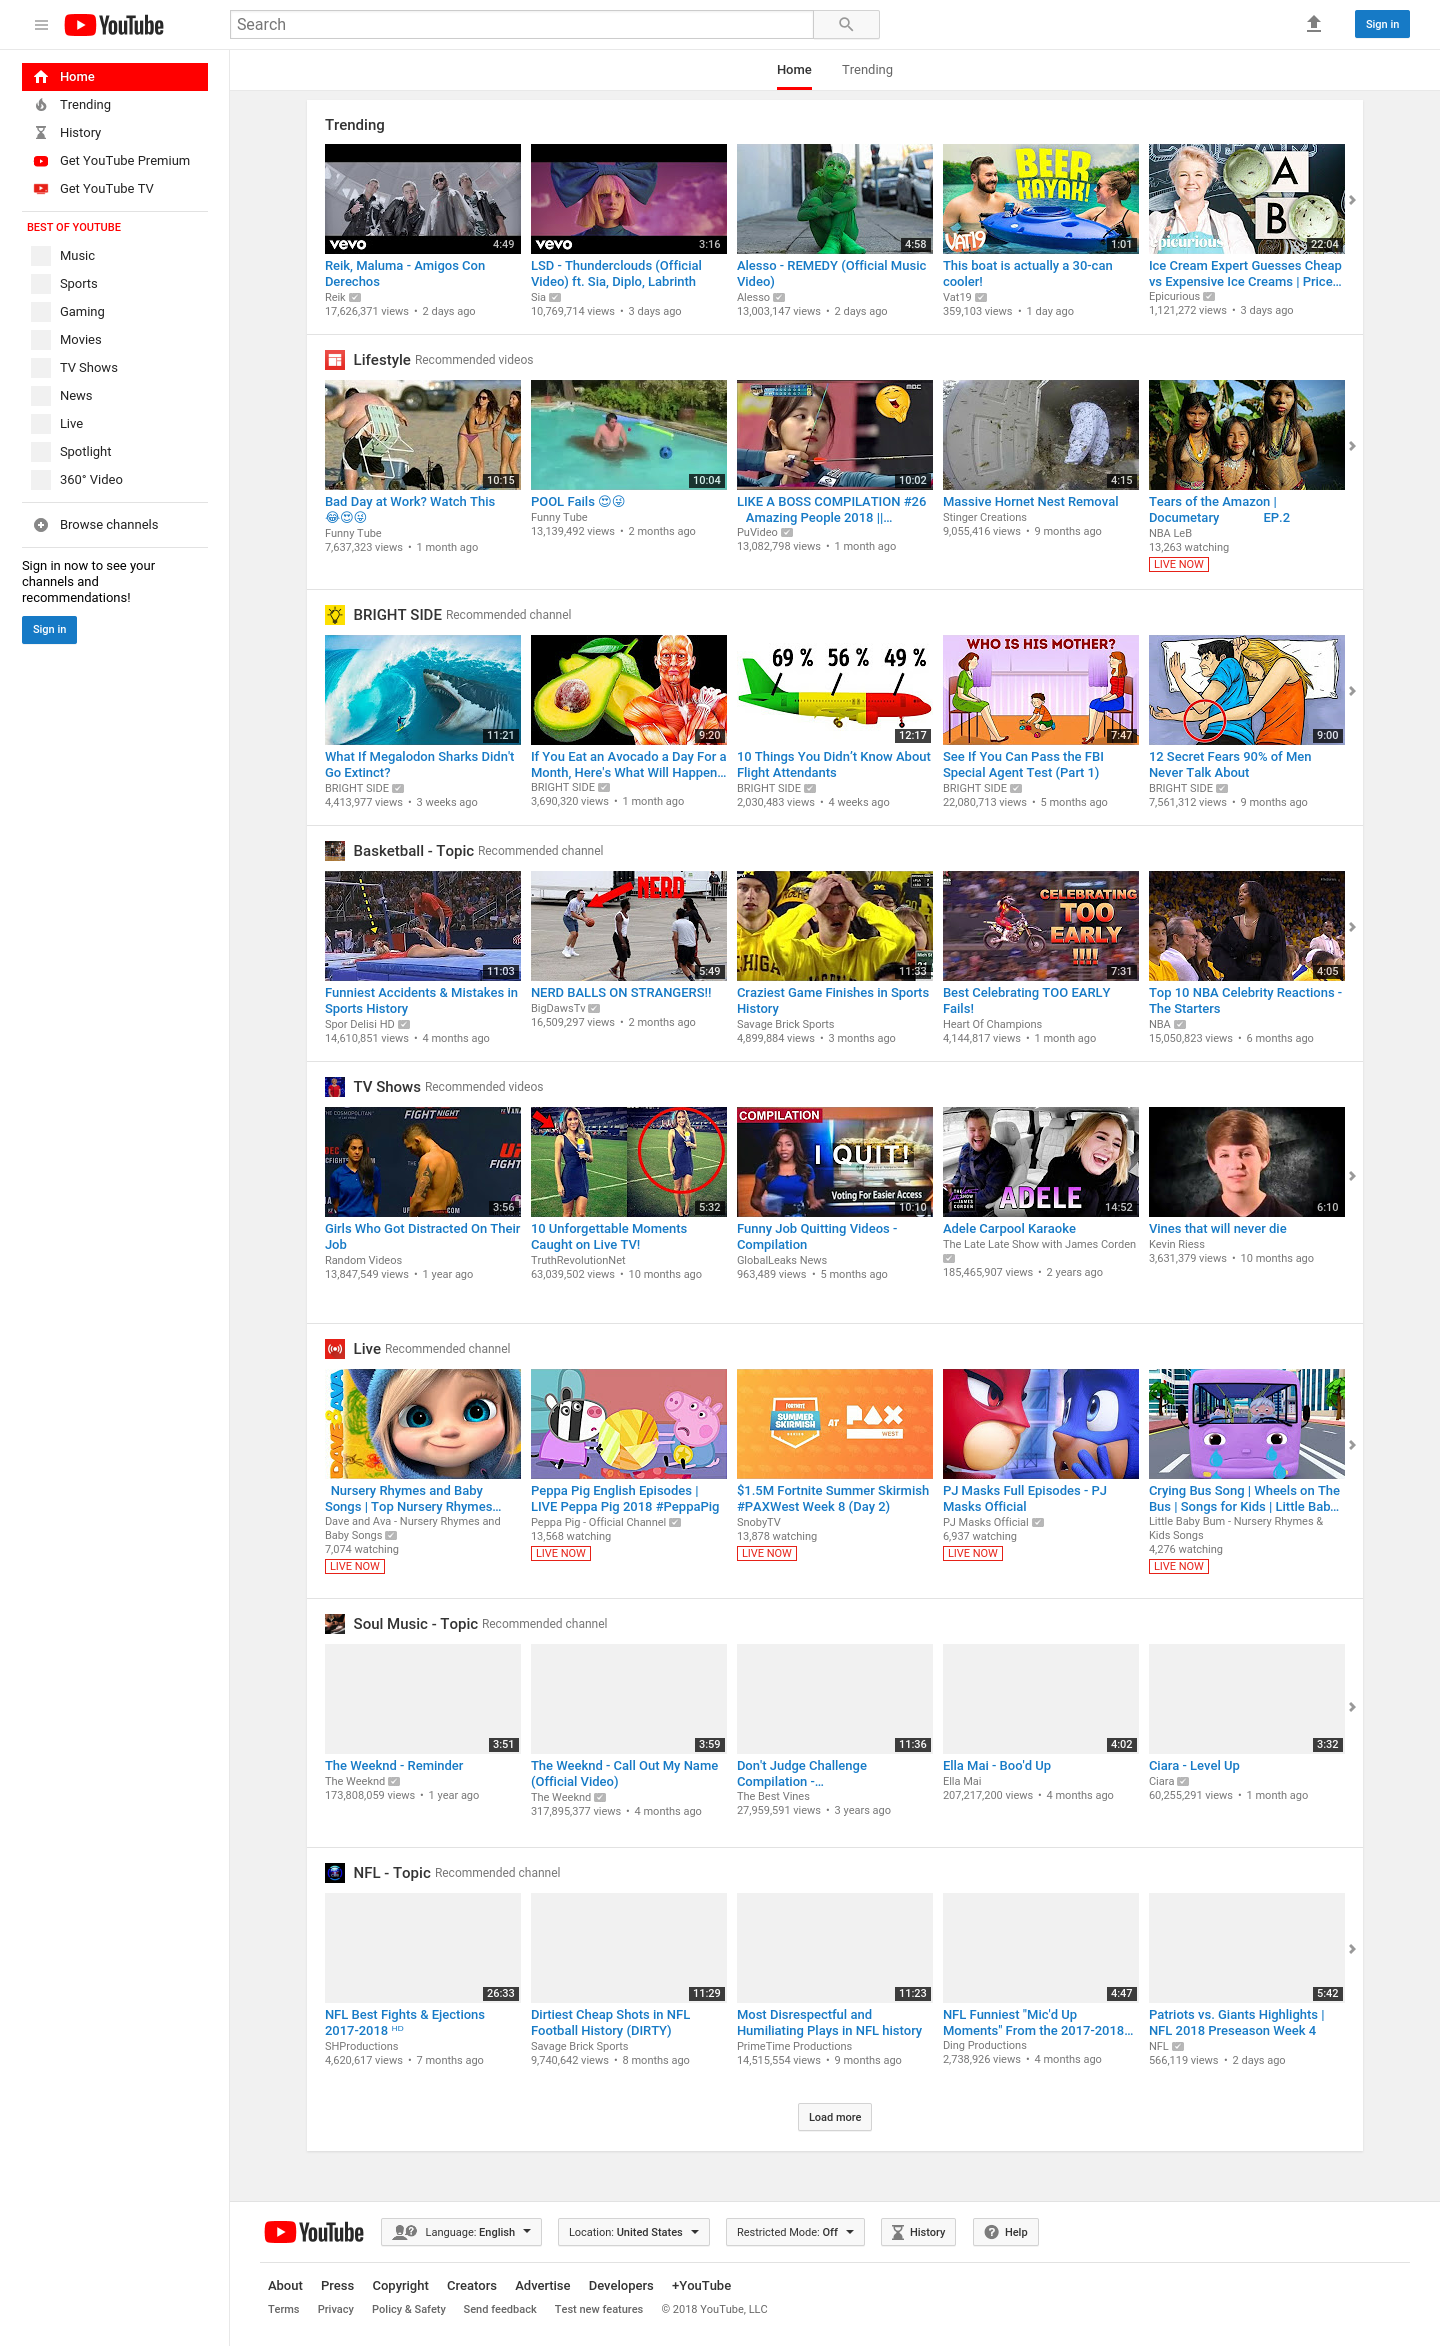 YouTube
Search
Sign in
Home
Trending
History
Get YouTube Premium
Get YouTube TV
BEST OF YOUTUBE
Music
Sports
Gaming
Movies
TV Shows
News
Live
Spotlight
360° Video
Browse channels
Sign in now to see your
channels and
recommendations!
Sign in
Home Trending
Trending
vevo 4:49
vevo 3:16
4:58
BEER KAYAK! VAT19 1:01
A B epicurious 22:04
Reik, Maluma - Amigos Con
Derechos
Reik
17,626,371 views • 2 days ago
LSD - Thunderclouds (Official
Video) ft. Sia, Diplo, Labrinth
Sia
10,769,714 views • 3 days ago
Alesso - REMEDY (Official Music
Video)
Alesso
13,003,147 views • 2 days ago
This boat is actually a 30-can
cooler!
Vat19
359,103 views • 1 day ago
Ice Cream Expert Guesses Cheap
vs Expensive Ice Creams | Price…
Epicurious
1,121,272 views • 3 days ago
Lifestyle Recommended videos
10:15
10:04
mbc 10:02
4:15
Bad Day at Work? Watch This
😂😍😜
Funny Tube
7,637,323 views • 1 month ago
POOL Fails 😍😜
Funny Tube
13,139,492 views • 2 months ago
LIKE A BOSS COMPILATION #26
Amazing People 2018 ||…
PuVideo
13,082,798 views • 1 month ago
Massive Hornet Nest Removal
Stinger Creations
9,055,416 views • 9 months ago
Tears of the Amazon |
Documetary EP.2
NBA LeB
13,263 watching
LIVE NOW
BRIGHT SIDE Recommended channel
11:21
9:20
69 % 56 % 49 %
12:17
WHO IS HIS MOTHER?
7:47
9:00
What If Megalodon Sharks Didn't
Go Extinct?
BRIGHT SIDE
4,413,977 views • 3 weeks ago
If You Eat an Avocado a Day For a
Month, Here's What Will Happen…
BRIGHT SIDE
3,690,320 views • 1 month ago
10 Things You Didn’t Know About
Flight Attendants
BRIGHT SIDE
2,030,483 views • 4 weeks ago
See If You Can Pass the FBI
Special Agent Test (Part 1)
BRIGHT SIDE
22,080,713 views • 5 months ago
12 Secret Fears 90% of Men
Never Talk About
BRIGHT SIDE
7,561,312 views • 9 months ago
Basketball - Topic Recommended channel
11:03
NERD
5:49
11:33
CELEBRATING
TOO
EARLY
!!!!
7:31
4:05
Funniest Accidents & Mistakes in
Sports History
Spor Delisi HD
14,610,851 views • 4 months ago
NERD BALLS ON STRANGERS!!
BigDawsTv
16,509,297 views • 2 months ago
Craziest Game Finishes in Sports
History
Savage Brick Sports
4,899,884 views • 3 months ago
Best Celebrating TOO EARLY
Fails!
Heart Of Champions
4,144,817 views • 1 month ago
Top 10 NBA Celebrity Reactions -
The Starters
NBA
15,050,823 views • 6 months ago
TV Shows Recommended videos
FIGHT NIGHT
3:56
5:32
COMPILATION
I QUIT!
Voting For Easier Access
10:10
ADELE
14:52
6:10
Girls Who Got Distracted On Their
Job
Random Videos
13,847,549 views • 1 year ago
10 Unforgettable Moments
Caught on Live TV!
TruthRevolutionNet
63,039,502 views • 10 months ago
Funny Job Quitting Videos -
Compilation
GlobalLeaks News
963,489 views • 5 months ago
Adele Carpool Karaoke
The Late Late Show with James Corden
185,465,907 views • 2 years ago
Vines that will never die
Kevin Riess
3,631,379 views • 10 months ago
Live Recommended channel
DAVE & AVA
FORTNITE
SUMMER
SKIRMISH
AT PAX
WEST
Nursery Rhymes and Baby
Songs | Top Nursery Rhymes…
Dave and Ava - Nursery Rhymes and
Baby Songs
7,074 watching
LIVE NOW
Peppa Pig English Episodes |
LIVE Peppa Pig 2018 #PeppaPig
Peppa Pig - Official Channel
13,568 watching
LIVE NOW
$1.5M Fortnite Summer Skirmish
#PAXWest Week 8 (Day 2)
SnobyTV
13,878 watching
LIVE NOW
PJ Masks Full Episodes - PJ
Masks Official
PJ Masks Official
6,937 watching
LIVE NOW
Crying Bus Song | Wheels on The
Bus | Songs for Kids | Little Bab…
Little Baby Bum - Nursery Rhymes &
Kids Songs
4,276 watching
LIVE NOW
Soul Music - Topic Recommended channel
3:51
3:59
11:36
4:02
3:32
The Weeknd - Reminder
The Weeknd
173,808,059 views • 1 year ago
The Weeknd - Call Out My Name
(Official Video)
The Weeknd
317,895,377 views • 4 months ago
Don't Judge Challenge
Compilation -…
The Best Vines
27,959,591 views • 3 years ago
Ella Mai - Boo'd Up
Ella Mai
207,217,200 views • 4 months ago
Ciara - Level Up
Ciara
60,255,291 views • 1 month ago
NFL - Topic Recommended channel
26:33
11:29
11:23
4:47
5:42
NFL Best Fights & Ejections
2017-2018 ᴴᴰ
SHProductions
4,620,617 views • 7 months ago
Dirtiest Cheap Shots in NFL
Football History (DIRTY)
Savage Brick Sports
9,740,642 views • 8 months ago
Most Disrespectful and
Humiliating Plays in NFL history
PrimeTime Productions
14,515,554 views • 9 months ago
NFL Funniest "Mic'd Up
Moments" From the 2017-2018…
Ding Productions
2,738,926 views • 4 months ago
Patriots vs. Giants Highlights |
NFL 2018 Preseason Week 4
NFL
566,119 views • 2 days ago
Load more
YouTube Language: English Location: United States Restricted Mode: Off History Help
About Press Copyright Creators Advertise Developers +YouTube
Terms Privacy Policy & Safety Send feedback Test new features © 2018 YouTube, LLC